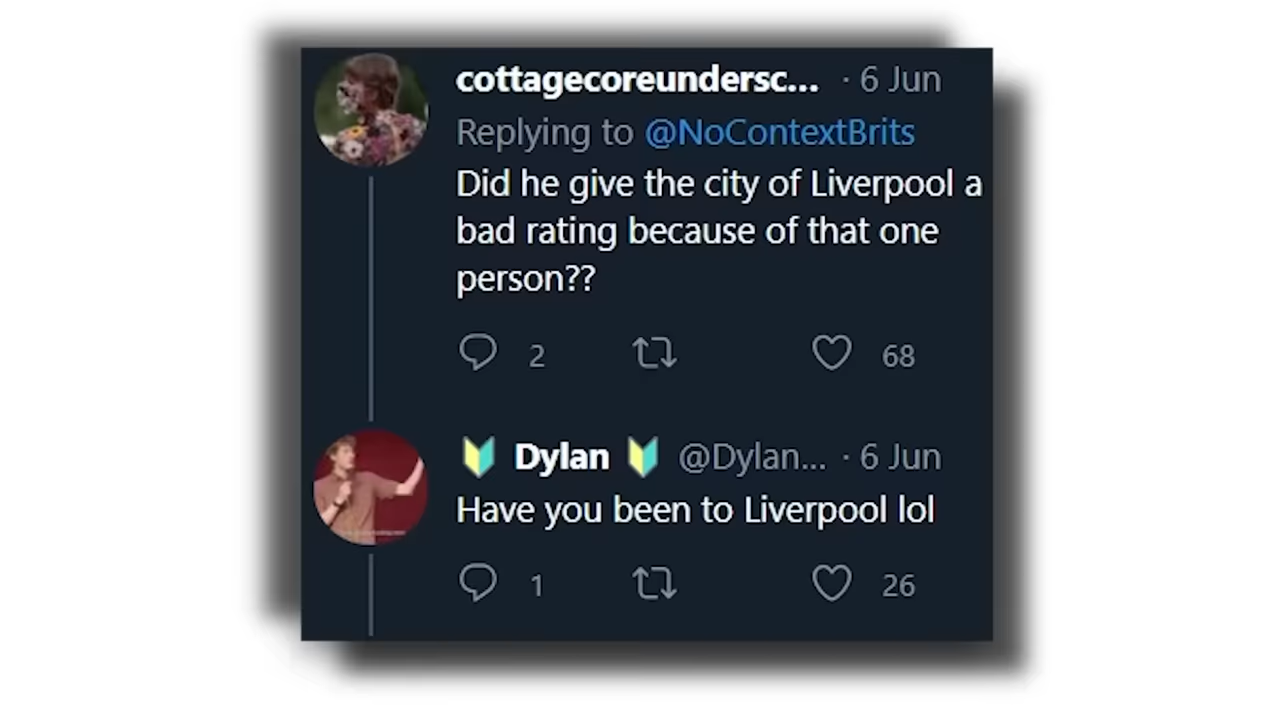 cottagecoreundersc... · 6 Jun
Replying to @NoContextBrits
Did he give the city of Liverpool a
bad rating because of that one
person??
2 68
🔰 Dylan 🔰 @Dylan... · 6 Jun
Have you been to Liverpool lol
1 26